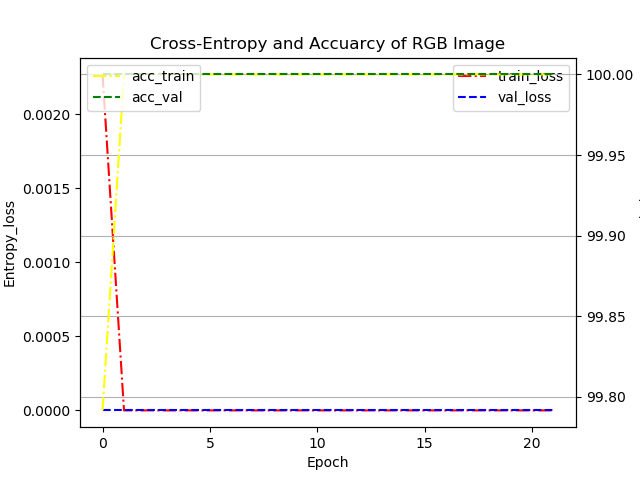 Cross-Entropy and Accuarcy of RGB Image
acc_train
acc_val
train_loss
val_loss
Entropy_loss
0.0020
0.0015
0.0010
0.0005
0.0000
100.00
99.95
99.90
99.85
99.80
0
5
10
15
20
Epoch